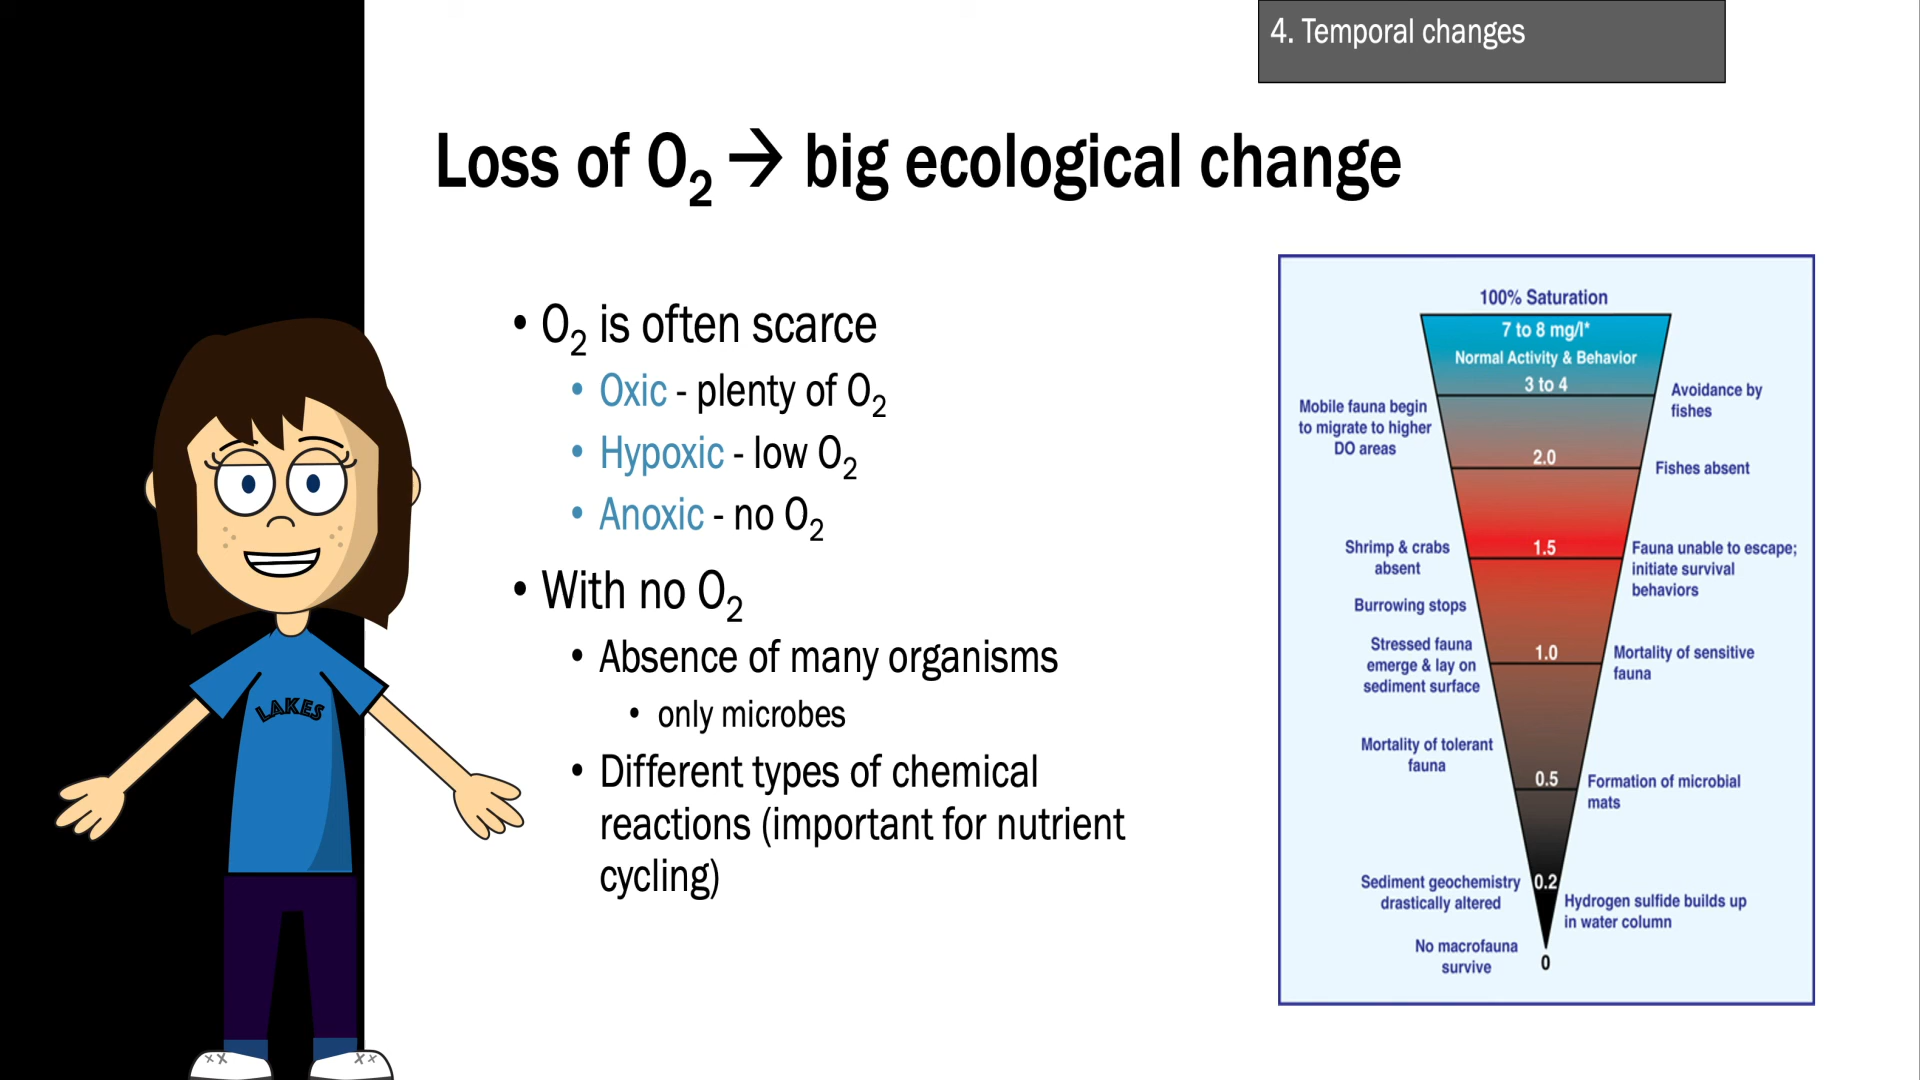 4. Temporal changes
Loss of O₂ → big ecological change
• O₂ is often scarce
• Oxic - plenty of O₂
• Hypoxic - low O₂
• Anoxic - no O₂
• With no O₂
• Absence of many organisms
• only microbes
• Different types of chemical
reactions (important for nutrient
cycling)
LAKES
100% Saturation
7 to 8 mg/l*
Normal Activity & Behavior
3 to 4
Avoidance by
fishes
Mobile fauna begin
to migrate to higher
DO areas
2.0
Fishes absent
Shrimp & crabs
absent
1.5
Fauna unable to escape;
initiate survival
behaviors
Burrowing stops
Stressed fauna
emerge & lay on
sediment surface
1.0
Mortality of sensitive
fauna
Mortality of tolerant
fauna
0.5
Formation of microbial
mats
Sediment geochemistry
drastically altered
0.2
Hydrogen sulfide builds up
in water column
No macrofauna
survive
0